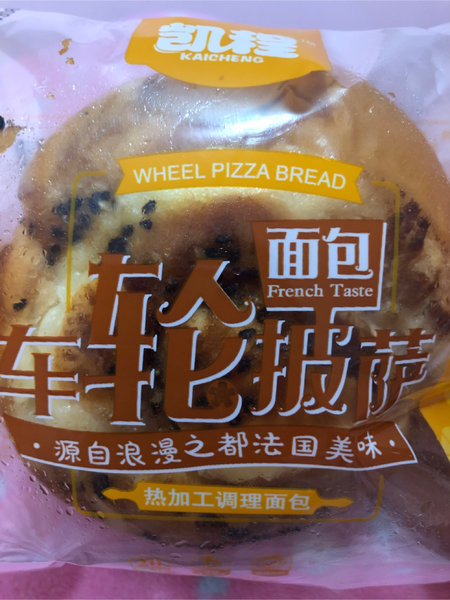 凯程
KAICHENG
WHEEL PIZZA BREAD
面包
French Taste
车轮披萨
·源自浪漫之都法国美味·
热加工调理面包